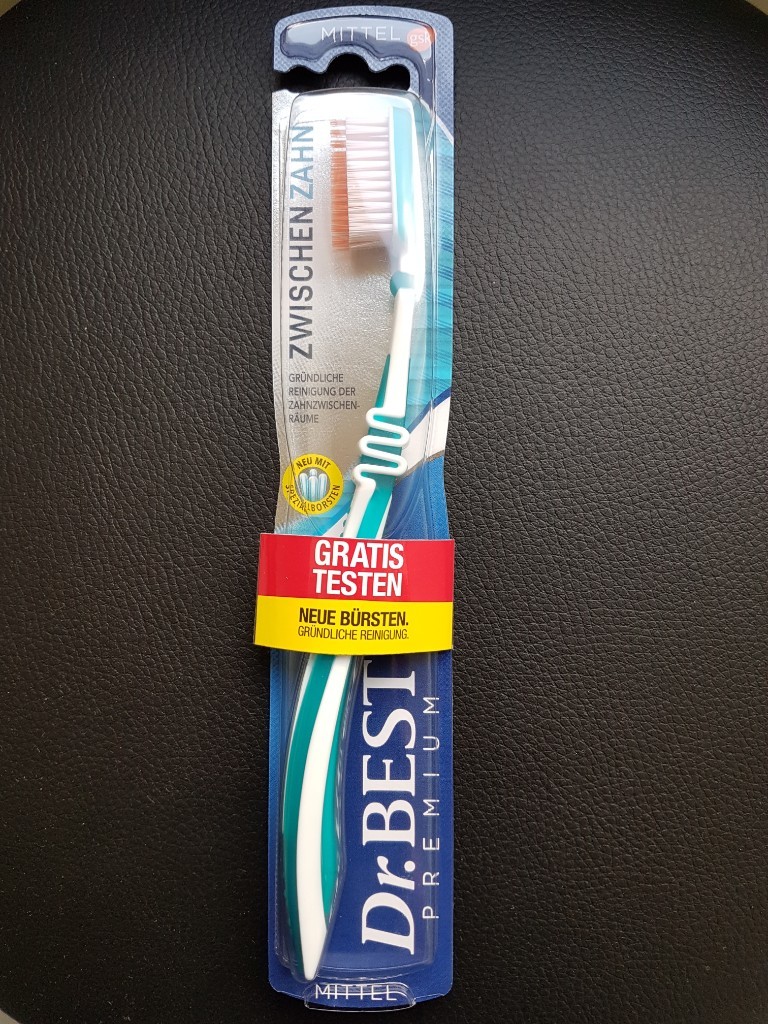 MITTEL
gsk
ZWISCHEN ZAHN
GRÜNDLICHE
REINIGUNG DER
ZAHNZWISCHEN-
RÄUME
NEU MIT
SPEZIALBORSTEN
GRATIS
TESTEN
NEUE BÜRSTEN.
GRÜNDLICHE REINIGUNG.
Dr.BEST
PREMIUM
MITTEL